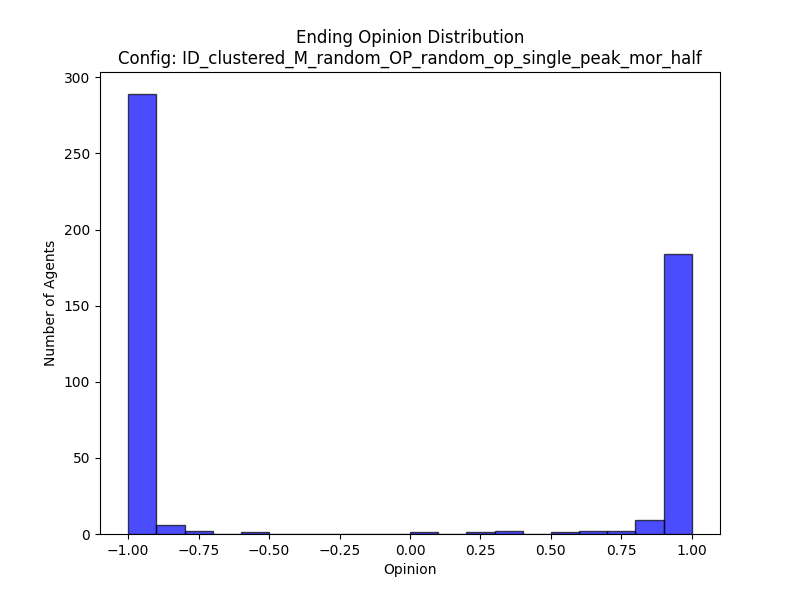 Ending Opinion Distribution
Config: ID_clustered_M_random_OP_random_op_single_peak_mor_half
300
250
200
150
100
50
0
Number of Agents
−1.00 −0.75 −0.50 −0.25 0.00 0.25 0.50 0.75 1.00
Opinion